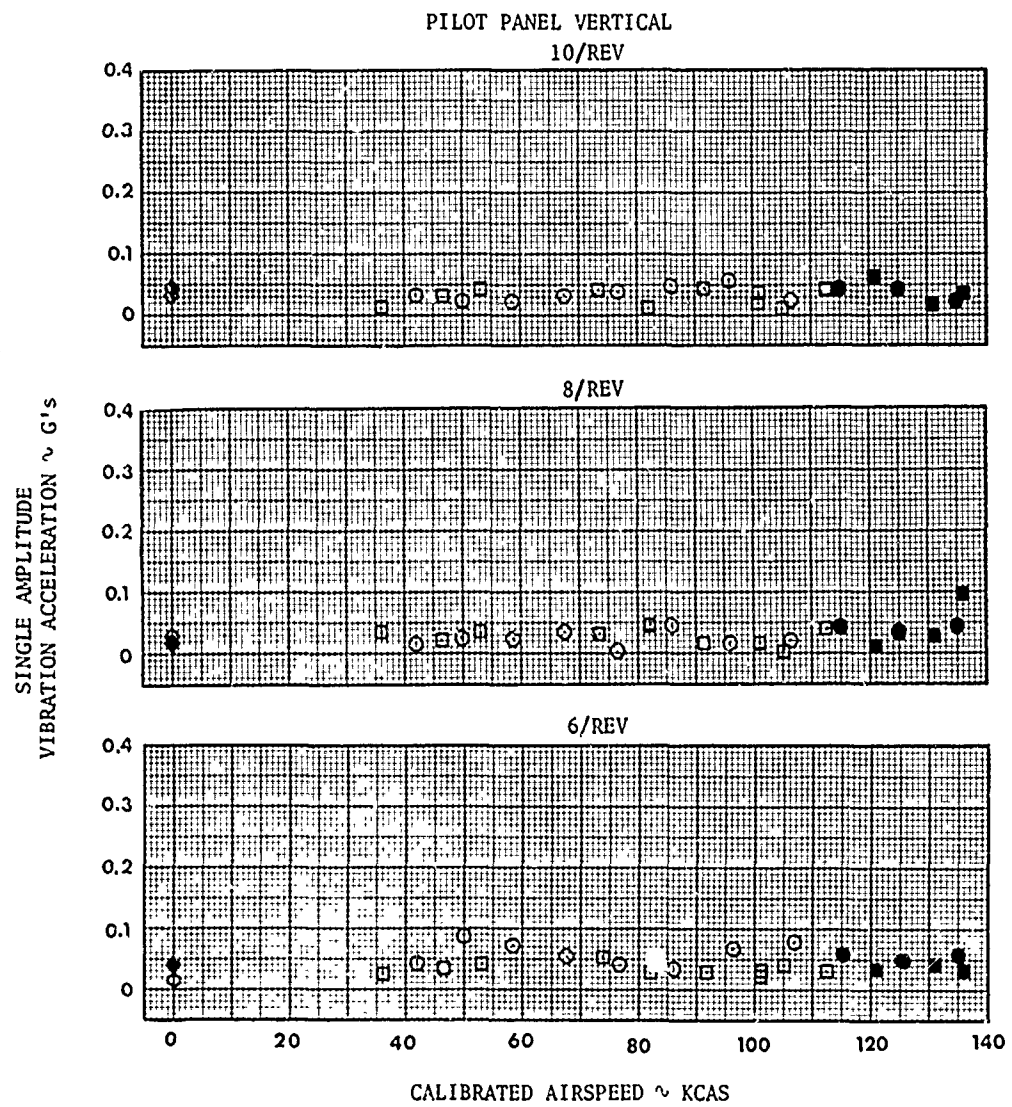 PILOT PANEL VERTICAL
10/REV
0.4
0.3
0.2
0.1
0
8/REV
0.4
0.3
0.2
0.1
0
SINGLE AMPLITUDE
VIBRATION ACCELERATION ~ G's
6/REV
0.4
0.3
0.2
0.1
0
0 20 40 60 80 100 120 140
CALIBRATED AIRSPEED ~ KCAS